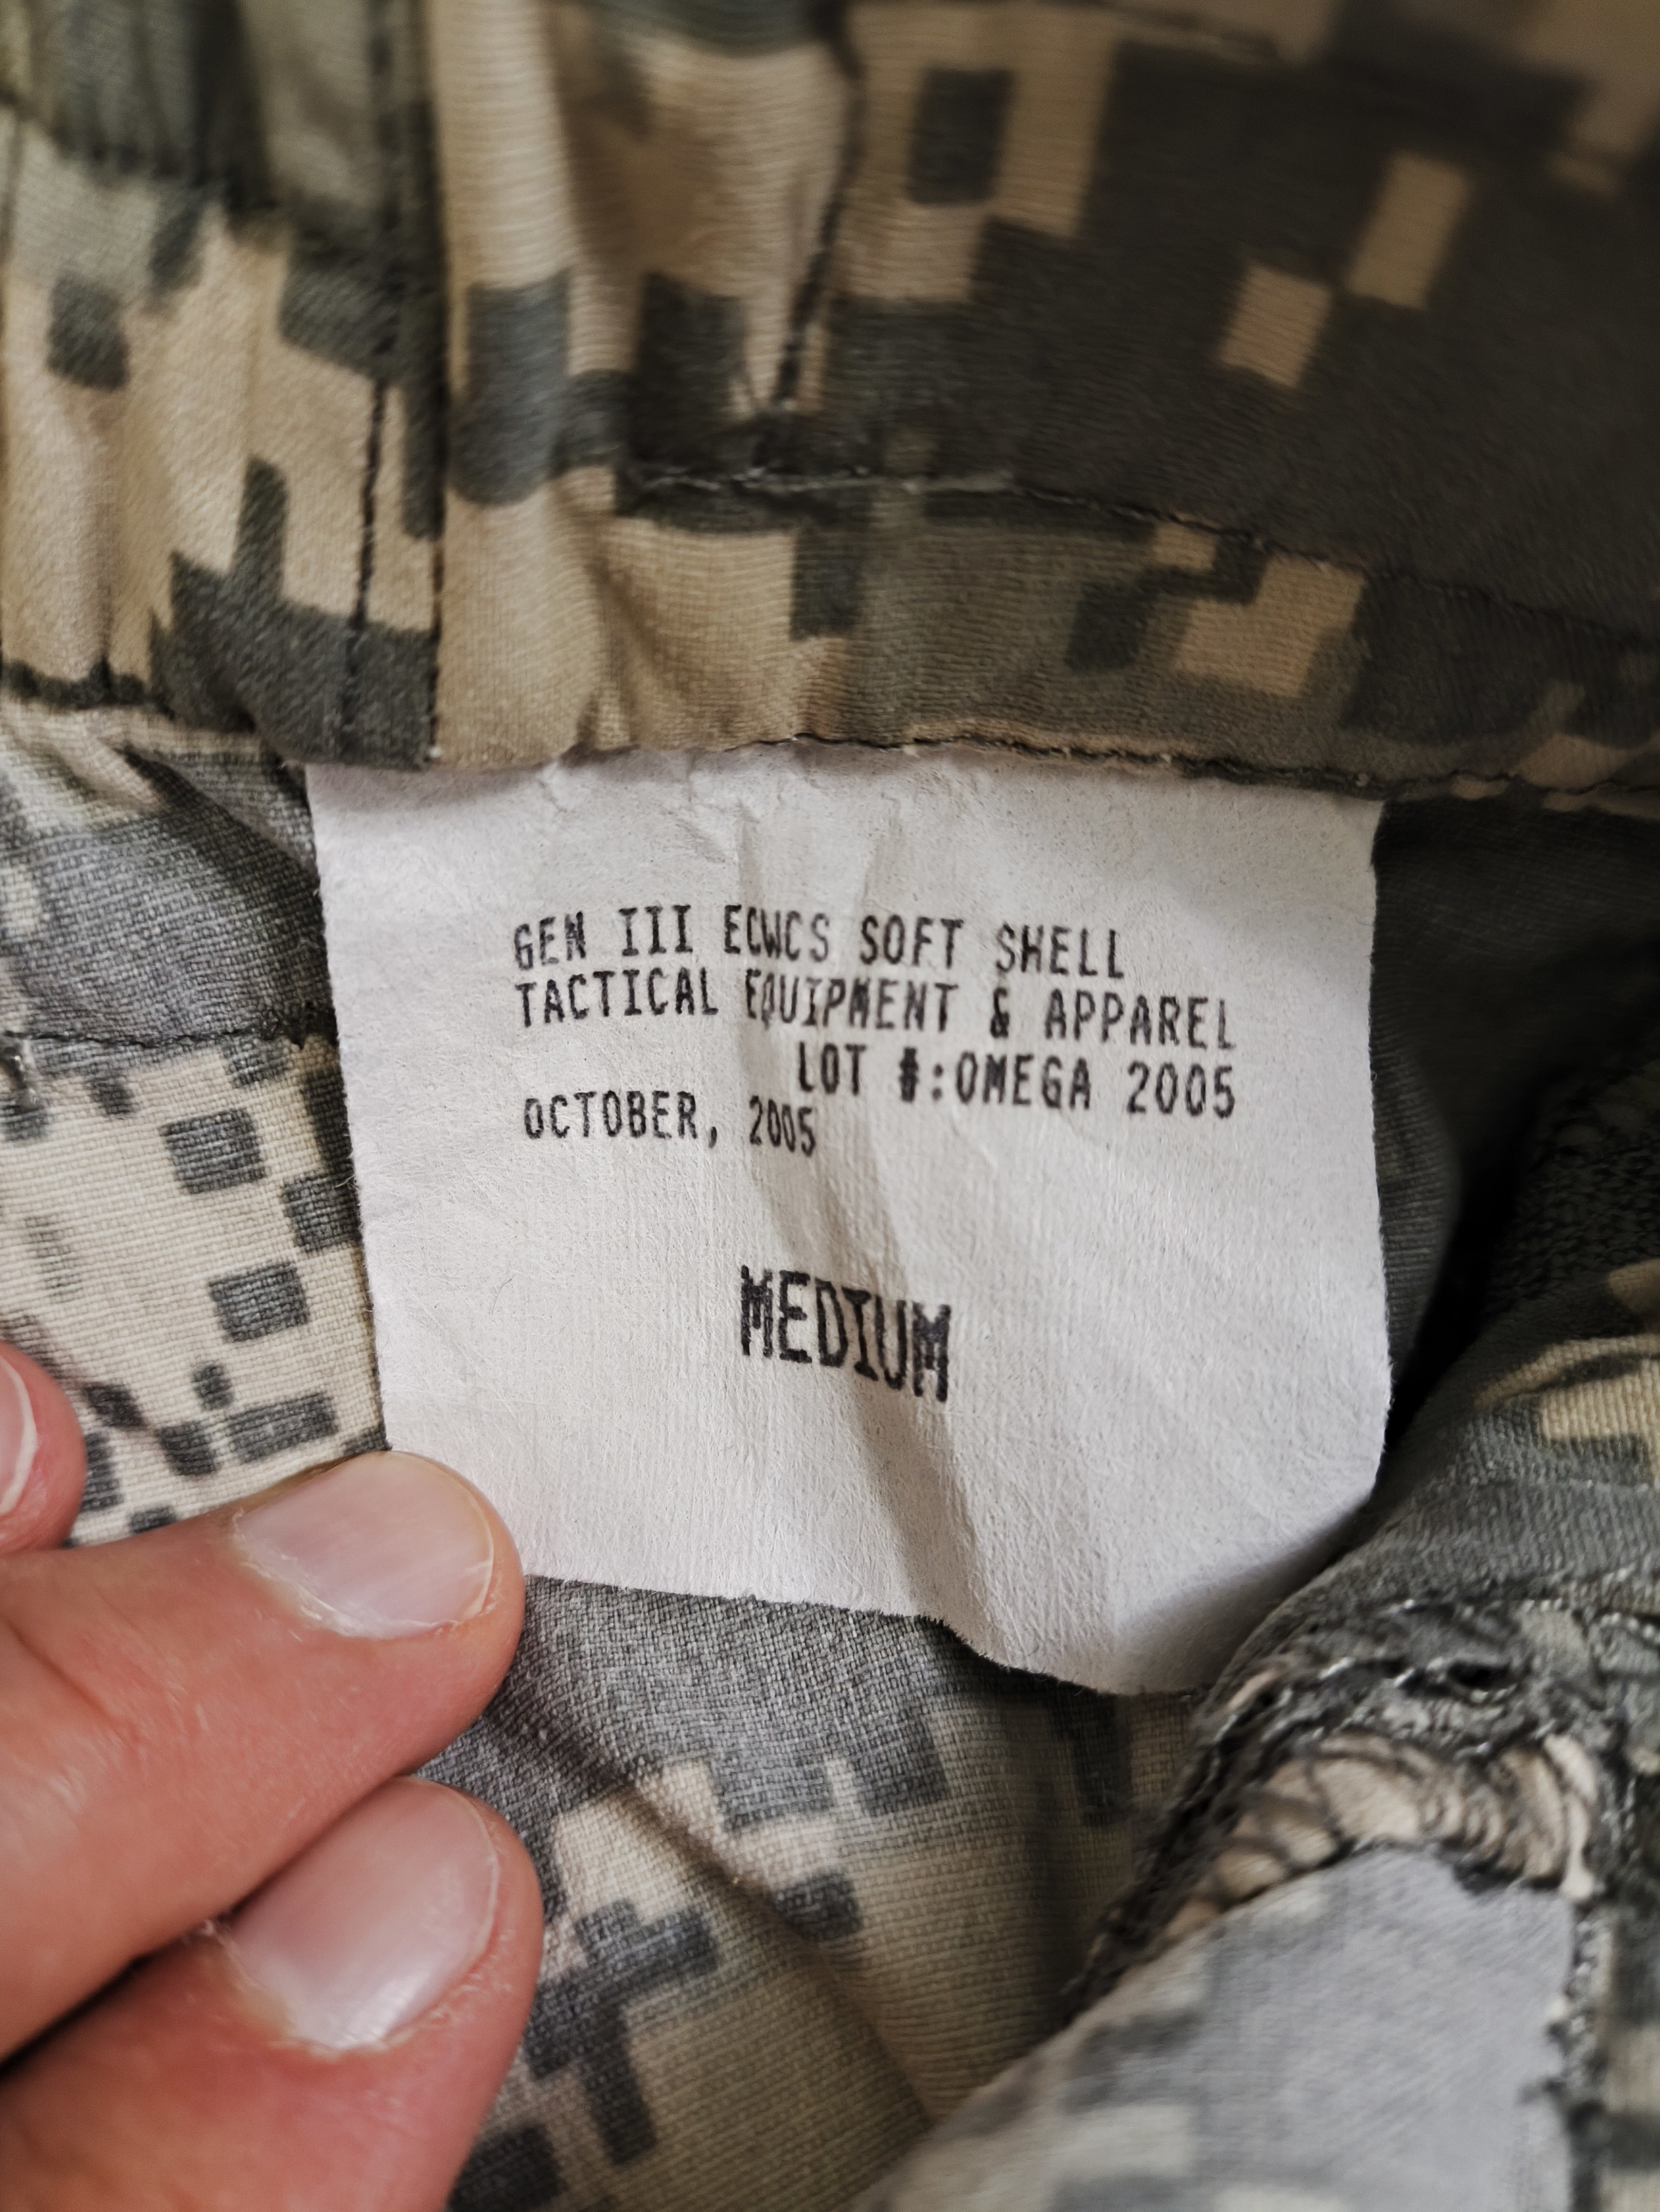 GEN III ECWCS SOFT SHELL
TACTICAL EQUIPMENT & APPAREL
LOT #:OMEGA 2005
OCTOBER, 2005
MEDIUM